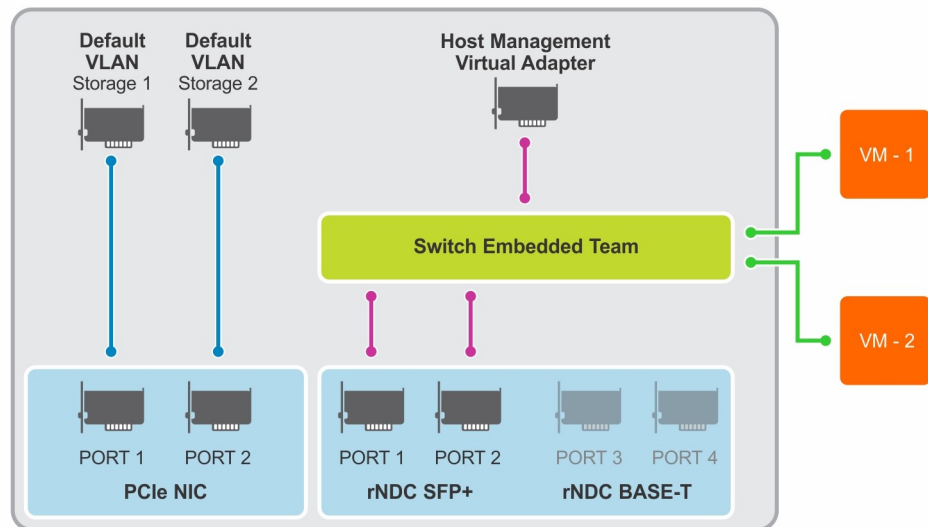 Default
VLAN
Storage 1
Default
VLAN
Storage 2
Host Management
Virtual Adapter
VM - 1
Switch Embedded Team
VM - 2
PORT 1
PORT 2
PCIe NIC
PORT 1
PORT 2
PORT 3
PORT 4
rNDC SFP+
rNDC BASE-T